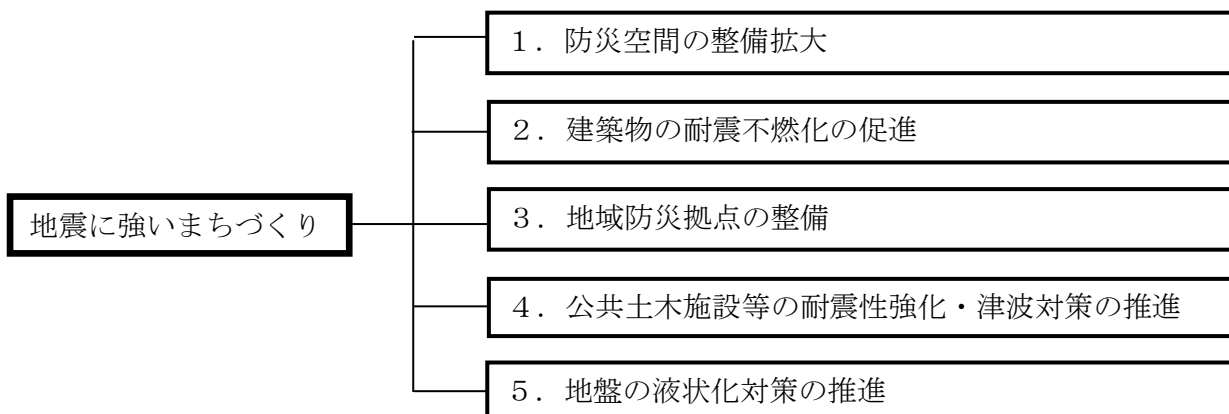 地震に強いまちづくり
１．防災空間の整備拡大
２．建築物の耐震不燃化の促進
３．地域防災拠点の整備
４．公共土木施設等の耐震性強化・津波対策の推進
５．地盤の液状化対策の推進